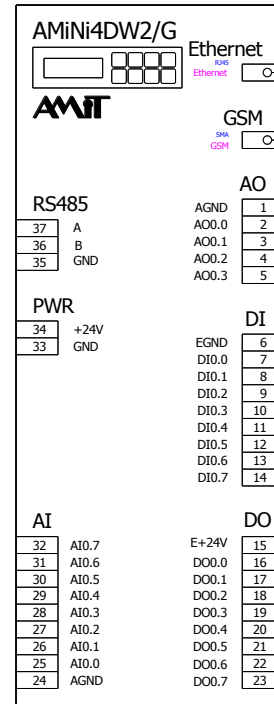 AMiNi4DW2/G
Ethernet
RJ45
Ethernet
AMiT
GSM
SMA
GSM
RS485
37 A
36 B
35 GND
AO
AGND 1
AO0.0 2
AO0.1 3
AO0.2 4
AO0.3 5
PWR
34 +24V
33 GND
DI
EGND 6
DI0.0 7
DI0.1 8
DI0.2 9
DI0.3 10
DI0.4 11
DI0.5 12
DI0.6 13
DI0.7 14
AI
32 AI0.7
31 AI0.6
30 AI0.5
29 AI0.4
28 AI0.3
27 AI0.2
26 AI0.1
25 AI0.0
24 AGND
DO
E+24V 15
DO0.0 16
DO0.1 17
DO0.2 18
DO0.3 19
DO0.4 20
DO0.5 21
DO0.6 22
DO0.7 23